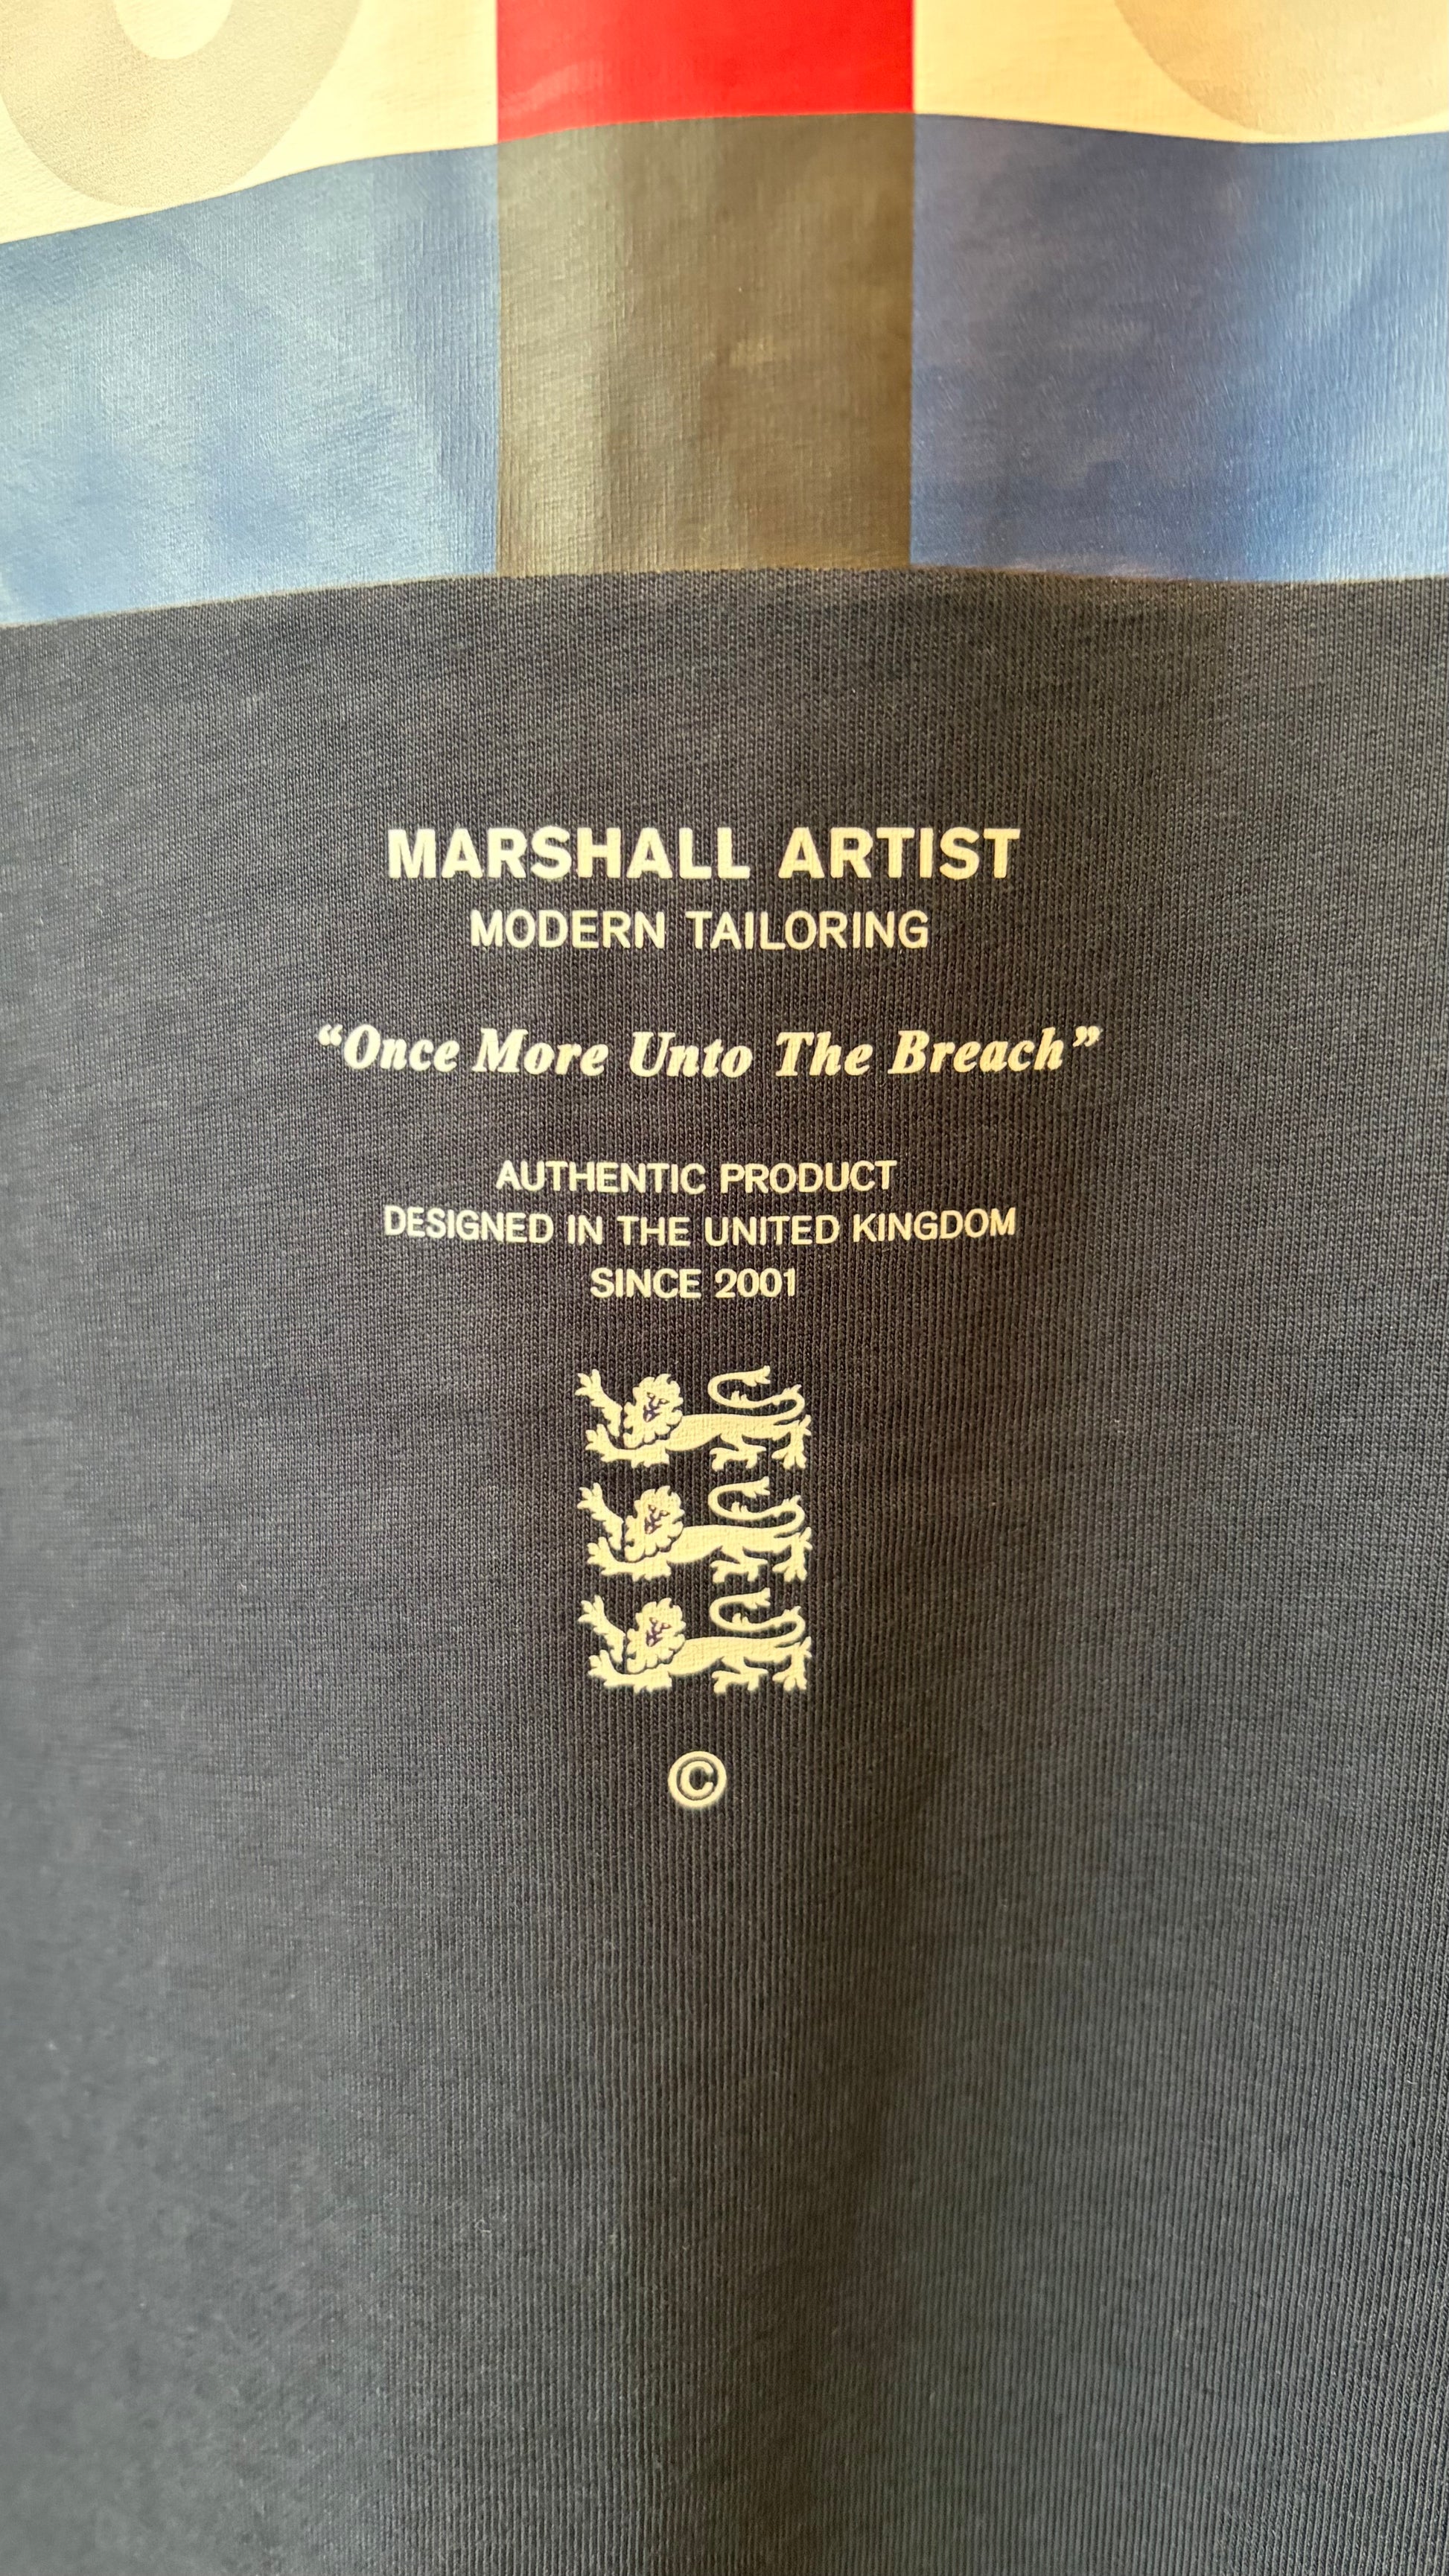 MARSHALL ARTIST
MODERN TAILORING
“Once More Unto The Breach”
AUTHENTIC PRODUCT
DESIGNED IN THE UNITED KINGDOM
SINCE 2001
©